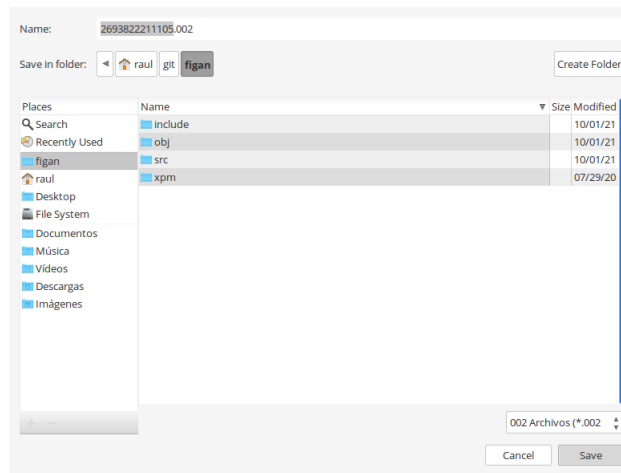 Name: 2693822211105.002
Save in folder: raul git figan Create Folder
Places Name Size Modified
Search include 10/01/21
Recently Used obj 10/01/21
figan src 10/01/21
raul xpm 07/29/20
Desktop
File System
Documentos
Música
Vídeos
Descargas
Imágenes
002 Archivos (*.002
Cancel Save